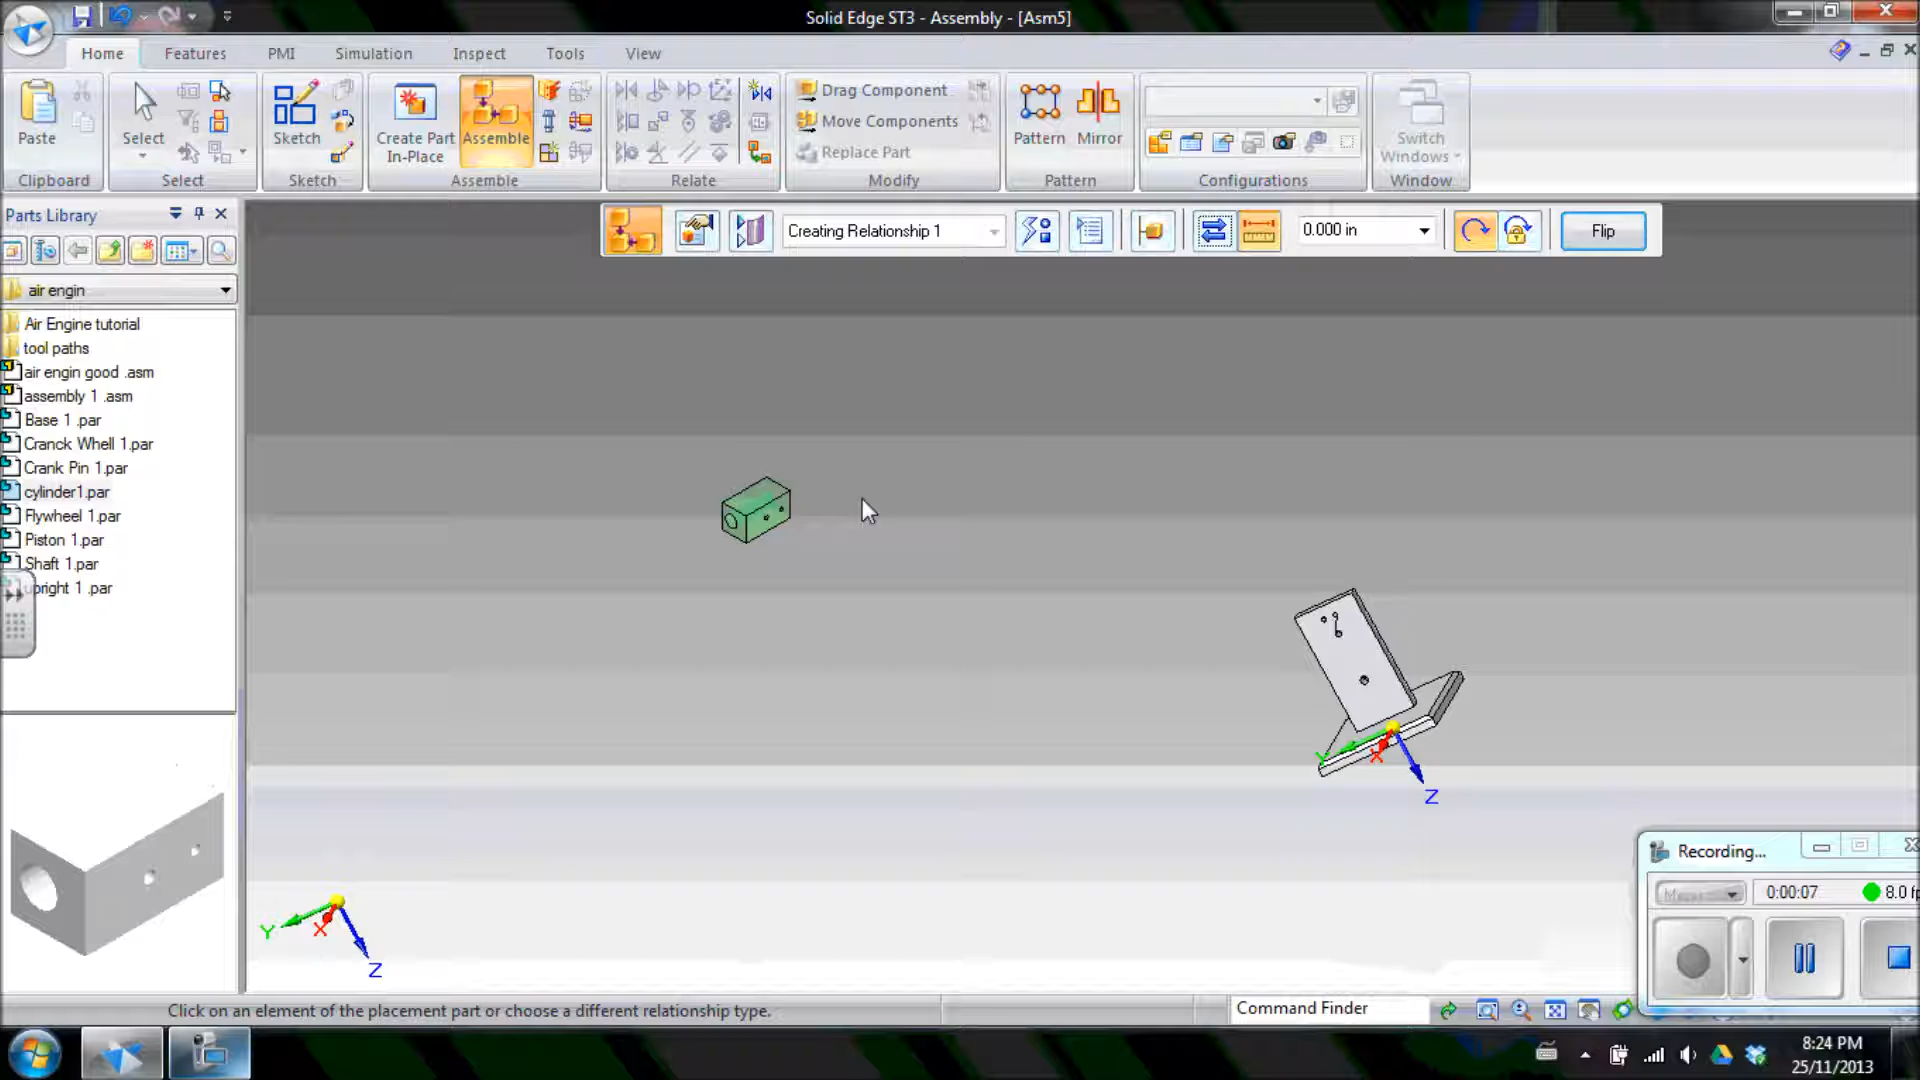 Solid Edge ST3 - Assembly - [Asm5]
Home
Features
PMI
Simulation
Inspect
Tools
View
Paste
Clipboard
Select
Select
Sketch
Sketch
Create Part
In-Place
Assemble
Assemble
Relate
Drag Component
Move Components
Replace Part
Modify
Pattern
Mirror
Pattern
Configurations
Switch
Windows
Window
Parts Library
Creating Relationship 1
0.000 in
Flip
air engin
Air Engine tutorial
tool paths
air engin good .asm
assembly 1 .asm
Base 1 .par
Cranck Whell 1.par
Crank Pin 1.par
cylinder1.par
Flywheel 1.par
Piston 1.par
Shaft 1.par
pright 1 .par
Y
X
Z
Y
X
Z
Recording...
0:00:07
8.0 fp
Click on an element of the placement part or choose a different relationship type.
Command Finder
8:24 PM
25/11/2013